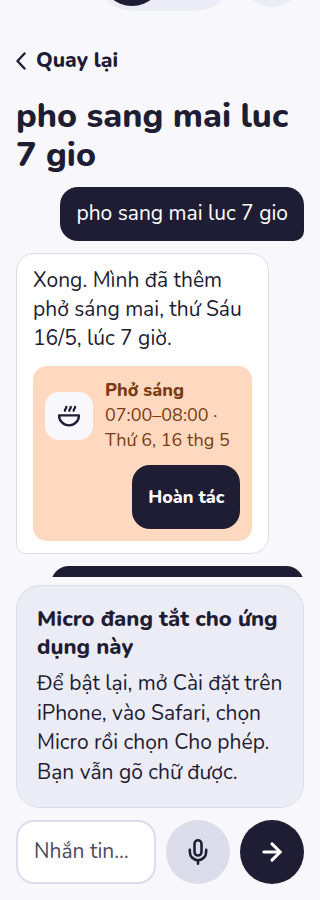 Quay lại
pho sang mai luc
7 gio
pho sang mai luc 7 gio
Xong. Mình đã thêm
phở sáng mai, thứ Sáu
16/5, lúc 7 giờ.
Phở sáng
07:00–08:00 ·
Thứ 6, 16 thg 5
Hoàn tác
Micro đang tắt cho ứng
dụng này
Để bật lại, mở Cài đặt trên
iPhone, vào Safari, chọn
Micro rồi chọn Cho phép.
Bạn vẫn gõ chữ được.
Nhắn tin...